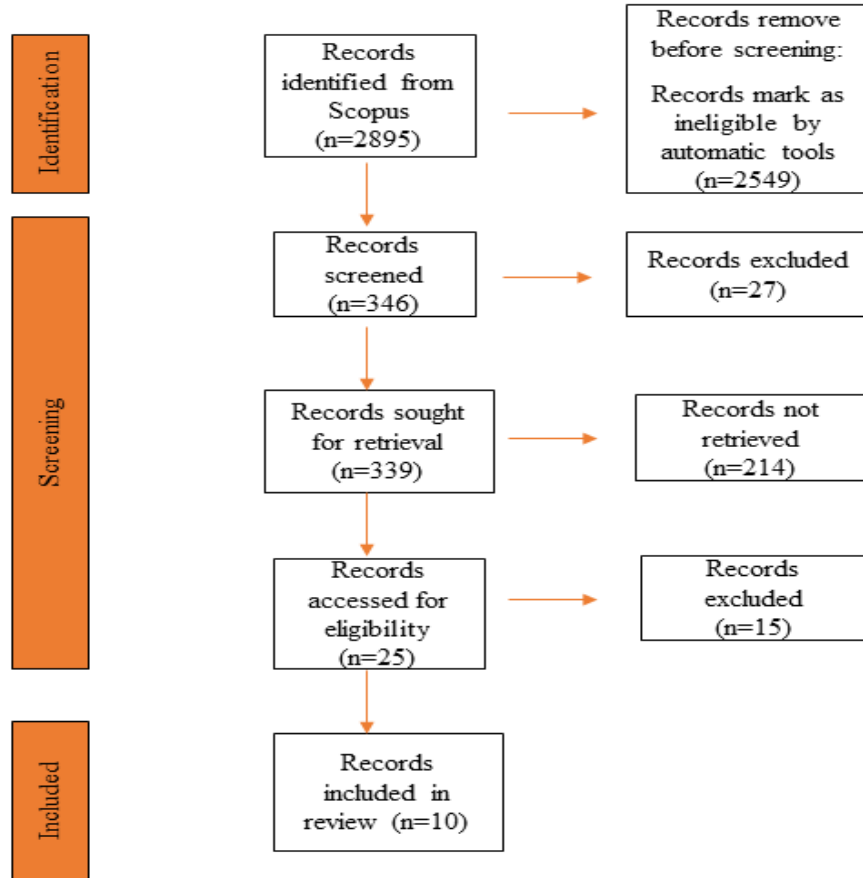 Identification
Records
identified from
Scopus
(n=2895)
Records remove
before screening:
Records mark as
ineligible by
automatic tools
(n=2549)
Screening
Records
screened
(n=346)
Records excluded
(n=27)
Records sought
for retrieval
(n=339)
Records not
retrieved
(n=214)
Records
accessed for
eligibility
(n=25)
Records
excluded
(n=15)
Included
Records
included in
review (n=10)